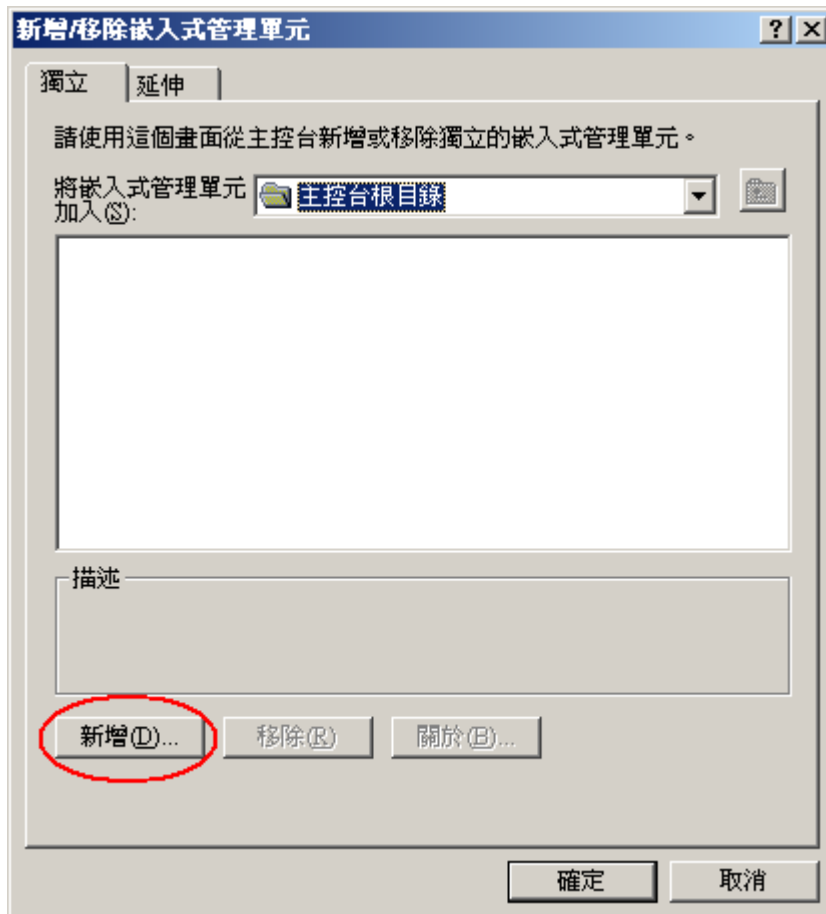 新增/移除嵌入式管理單元
獨立
延伸
請使用這個畫面從主控台新增或移除獨立的嵌入式管理單元。
將嵌入式管理單元
加入(S):
主控台根目錄
描述
新增(D)...
移除(R)
關於(B)...
確定
取消